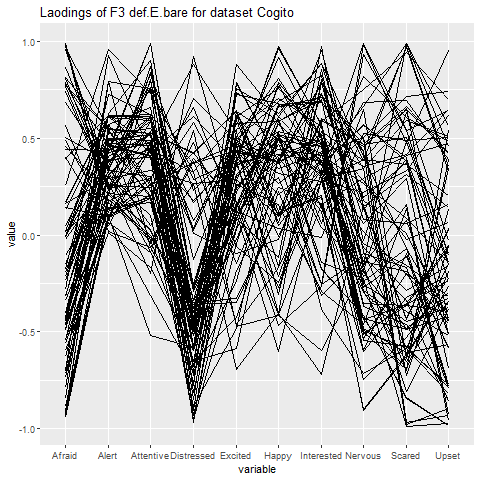 Laodings of F3 def.E.bare for dataset Cogito
value
1.0
0.5
0.0
-0.5
-1.0
Afraid Alert Attentive Distressed Excited Happy Interested Nervous Scared Upset
variable